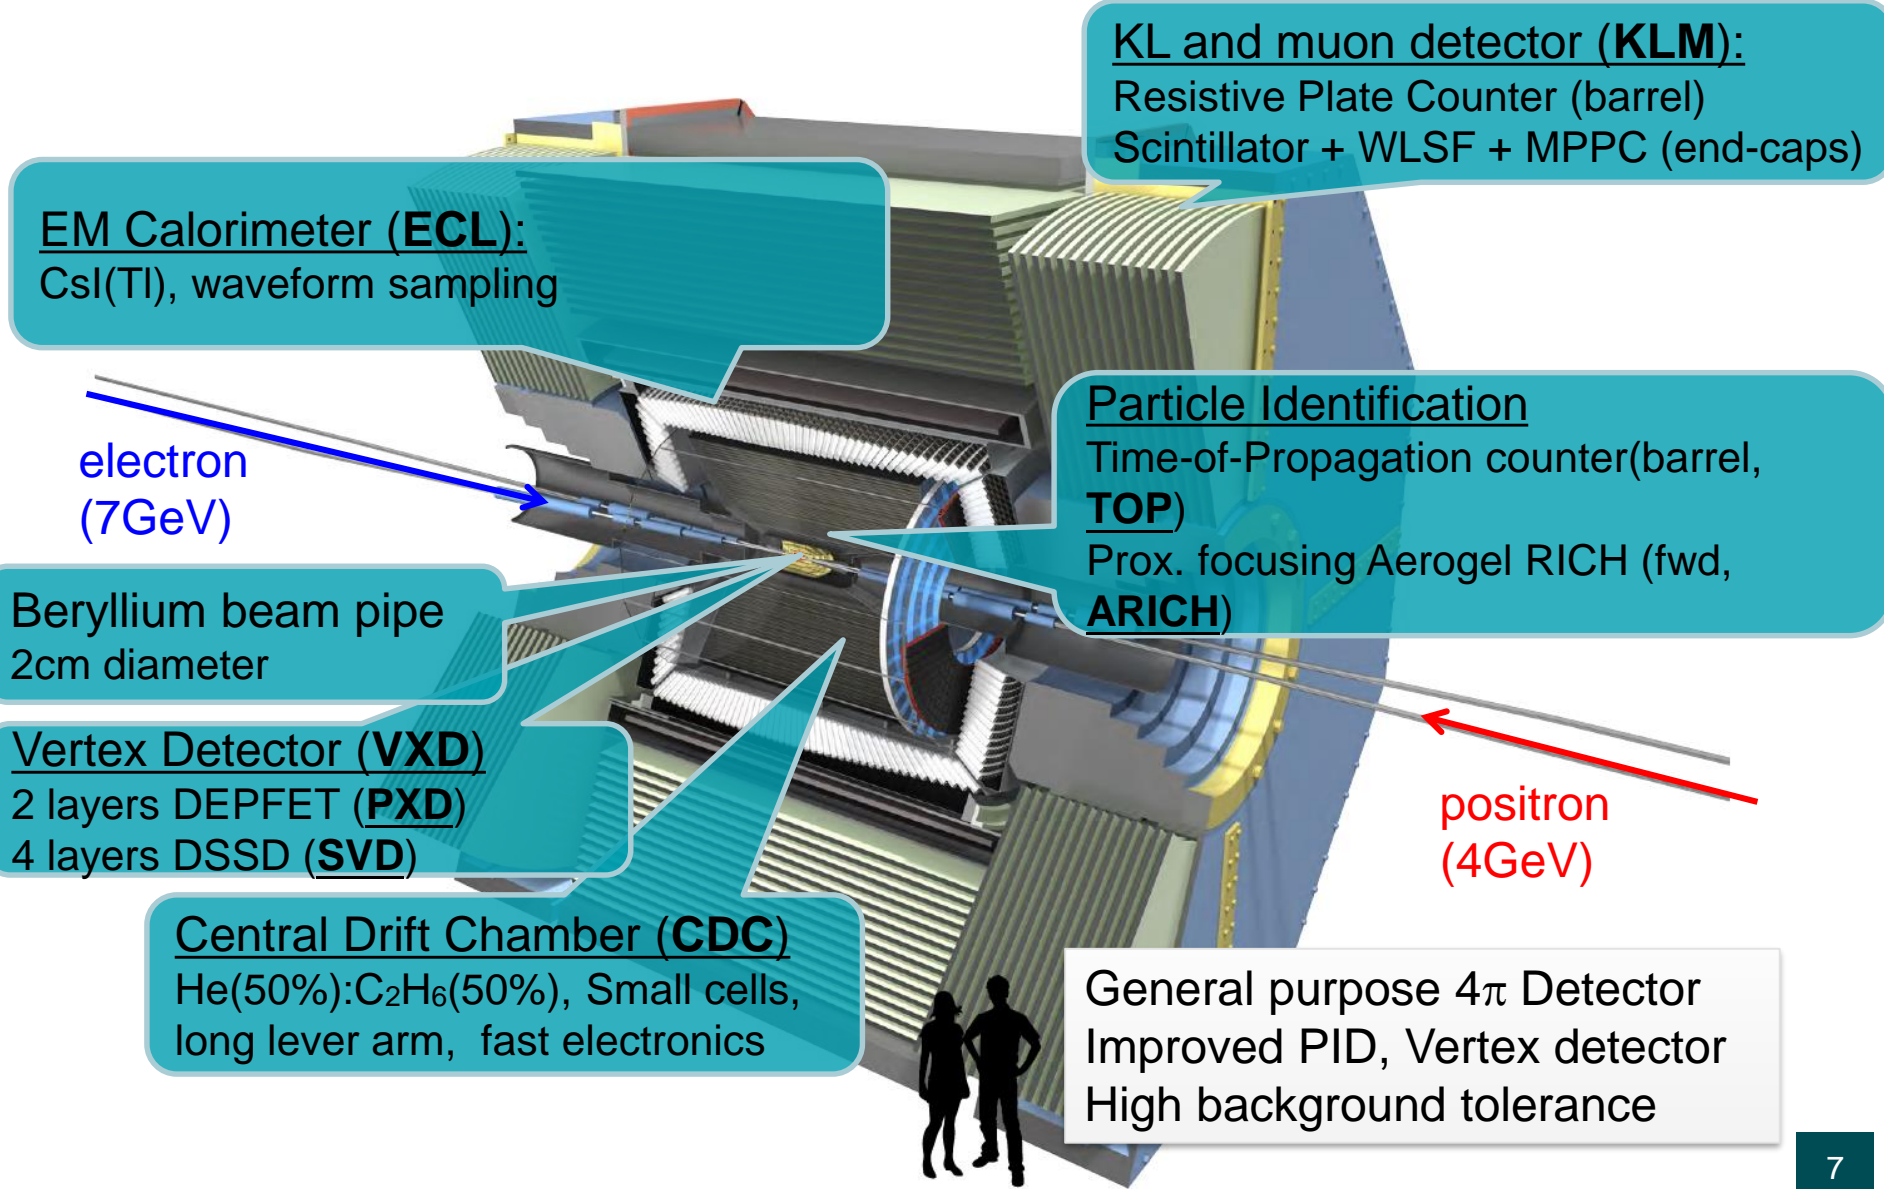 KL and muon detector (KLM):
Resistive Plate Counter (barrel)
Scintillator + WLSF + MPPC (end-caps)
EM Calorimeter (ECL):
CsI(Tl), waveform sampling
electron
(7GeV)
Particle Identification
Time-of-Propagation counter(barrel,
TOP)
Prox. focusing Aerogel RICH (fwd,
ARICH)
Beryllium beam pipe
2cm diameter
Vertex Detector (VXD)
2 layers DEPFET (PXD)
4 layers DSSD (SVD)
positron
(4GeV)
Central Drift Chamber (CDC)
He(50%):C₂H₆(50%), Small cells,
long lever arm, fast electronics
General purpose 4π Detector
Improved PID, Vertex detector
High background tolerance
7